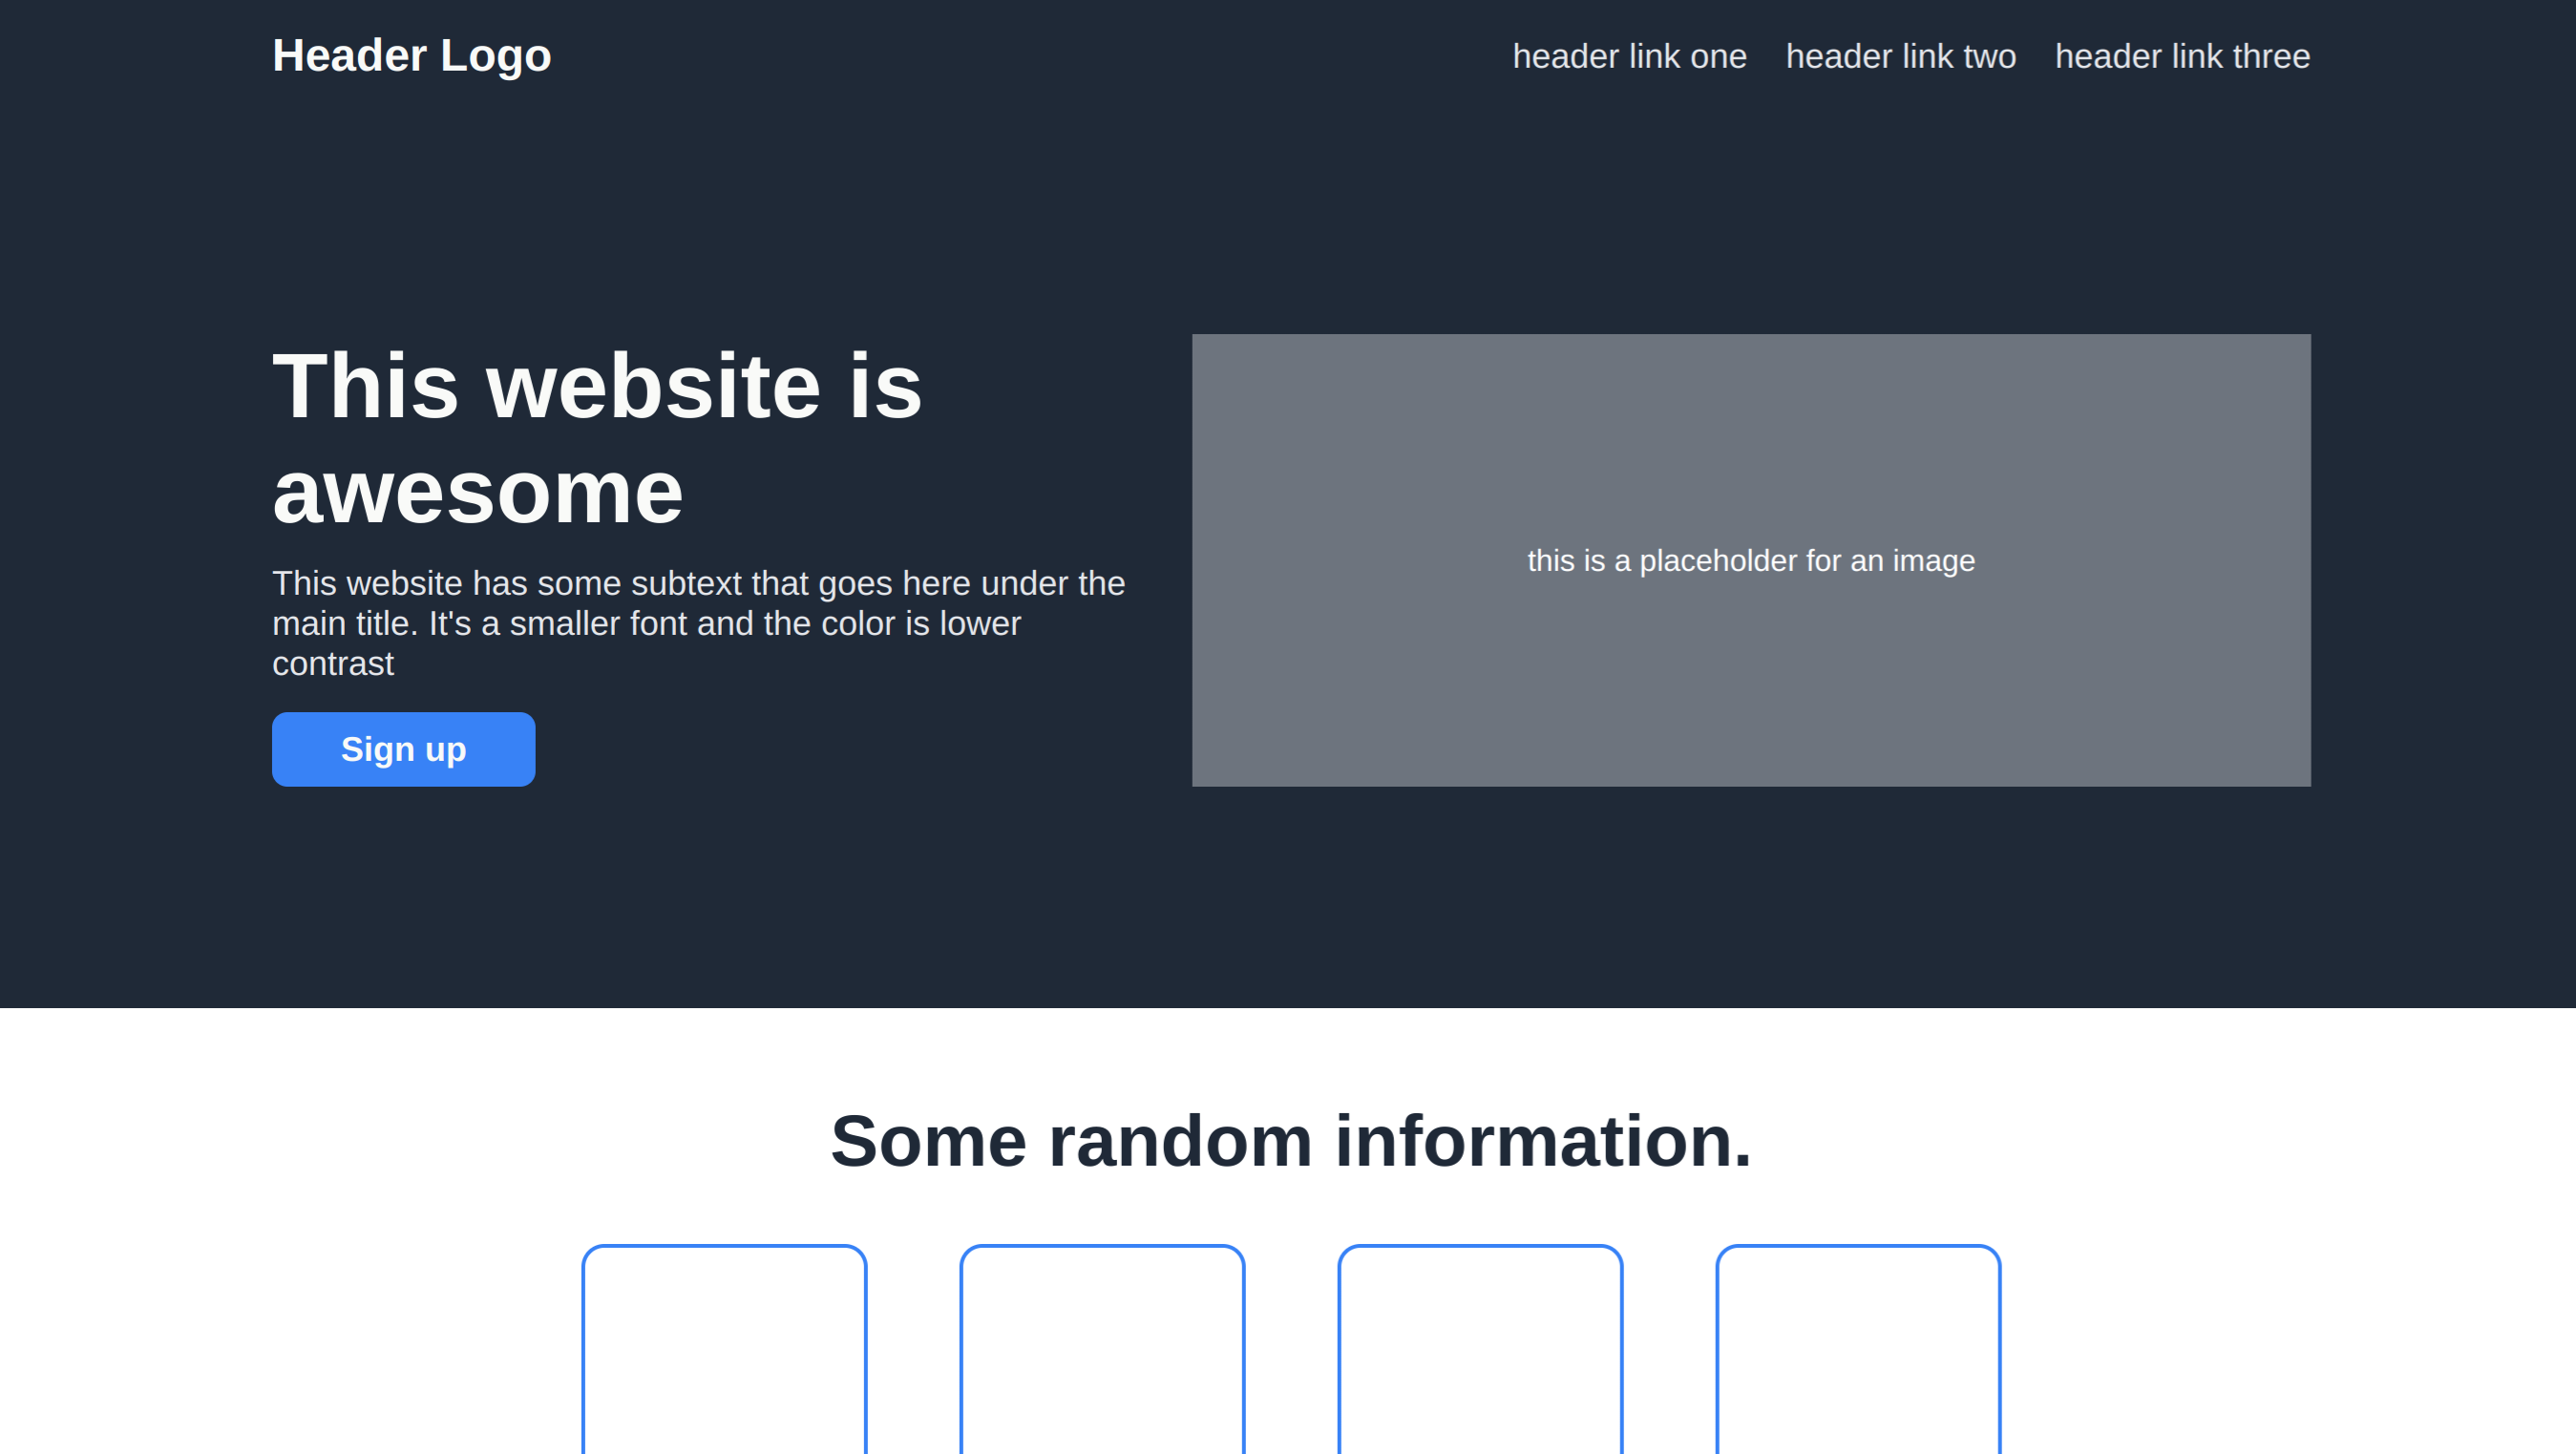 Header Logo
header link one
header link two
header link three
This website is
awesome
This website has some subtext that goes here under the
main title. It's a smaller font and the color is lower
contrast
Sign up
this is a placeholder for an image
Some random information.